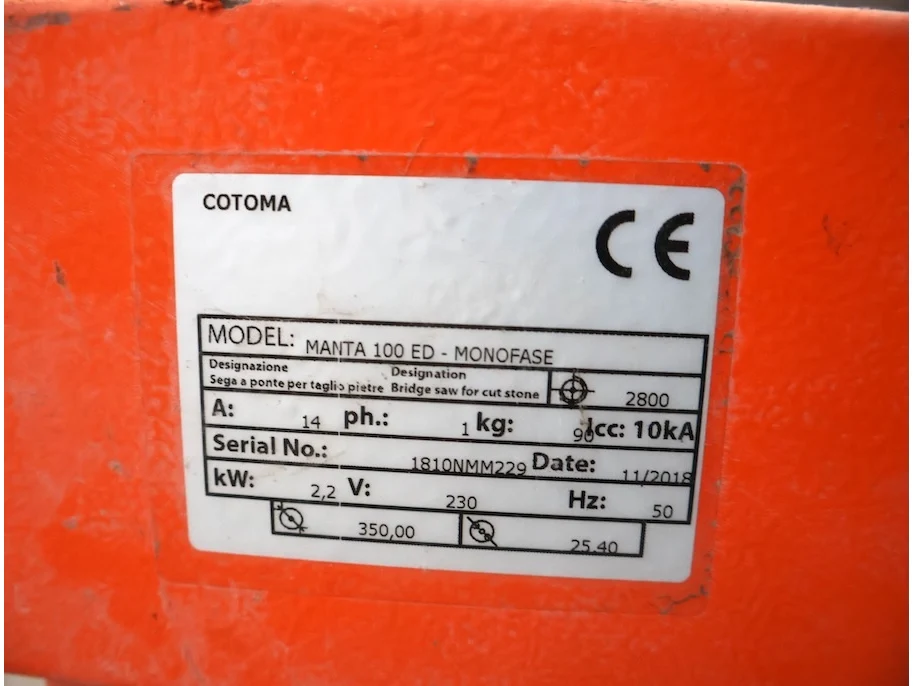 COTOMA
CE
MODEL: MANTA 100 ED - MONOFASE
Designazione Designation
Sega a ponte per taglio pietre Bridge saw for cut stone 2800
A: 14 ph.: 1 kg: 90 Icc: 10kA
Serial No.: 1810NMM229 Date: 11/2018
kW: 2,2 V: 230 Hz: 50
350,00 25.40